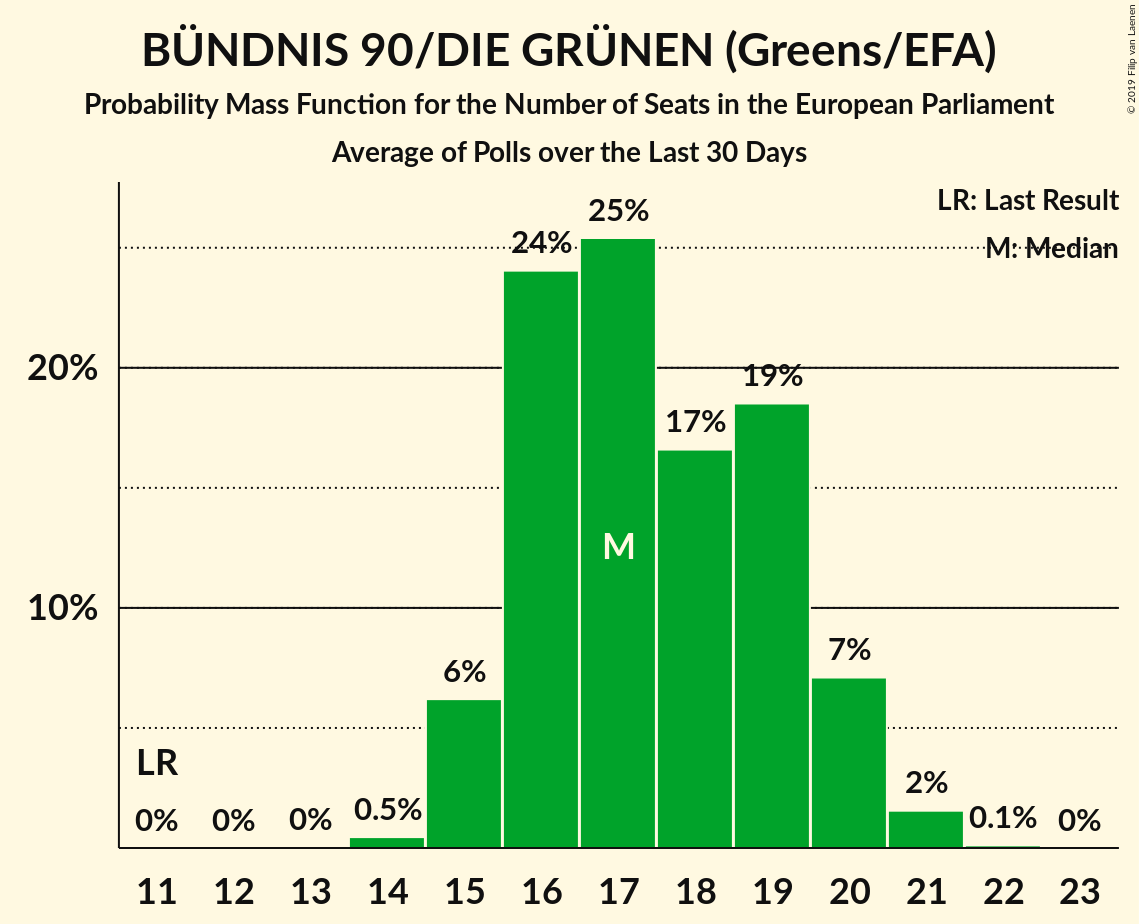 BÜNDNIS 90/DIE GRÜNEN (Greens/EFA)
Probability Mass Function for the Number of Seats in the European Parliament
Average of Polls over the Last 30 Days
© 2019 Filip van Laenen
LR: Last Result
M: Median
25%
24%
20%
19%
17%
M
10%
7%
6%
LR
2%
0% 0% 0% 0.5% 0.1% 0%
11 12 13 14 15 16 17 18 19 20 21 22 23